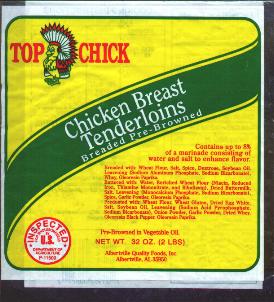 TOP CHICK
Chicken Breast
Tenderloins
Breaded Pre-Browned
Contains up to 8%
of a marinade consisting of
water and salt to enhance flavor.
Breaded with: Wheat Flour, Salt, Spice, Dextrose, Soybean Oil,
Leavening (Sodium Aluminum Phosphate, Sodium Bicarbonate),
Whey, Oleoresin Paprika.
Battered with: Water, Enriched Wheat Flour (Niacin, Reduced
Iron, Thiamine Mononitrate, and Riboflavin), Dried Buttermilk,
Salt, Leavening (Monocalcium Phosphate, Sodium Bicarbonate),
Spice, Garlic Powder, Oleoresin Paprika.
Predusted with: Wheat Flour, Wheat Gluten, Dried Egg White,
Salt, Soybean Oil, Leavening (Sodium Acid Pyrophosphate,
Sodium Bicarbonate), Onion Powder, Garlic Powder, Dried Whey,
Oleoresin Black Pepper, Oleoresin Paprika.
INSPECTED
U.S.
DEPARTMENT OF
AGRICULTURE
Pre-Browned in Vegetable Oil.
NET WT. 32 OZ. (2 LBS)
Albertville Quality Foods, Inc.
Albertville, AL 35950